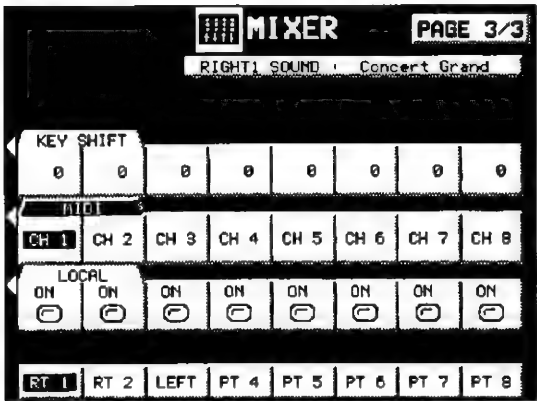 MIXER PAGE 3/3
RIGHT1 SOUND : Concert Grand
KEY SHIFT
0 0 0 0 0 0 0 0
MIDI
CH 1 CH 2 CH 3 CH 4 CH 5 CH 6 CH 7 CH 8
LOCAL
ON ON ON ON ON ON ON ON
RT 1 RT 2 LEFT PT 4 PT 5 PT 6 PT 7 PT 8